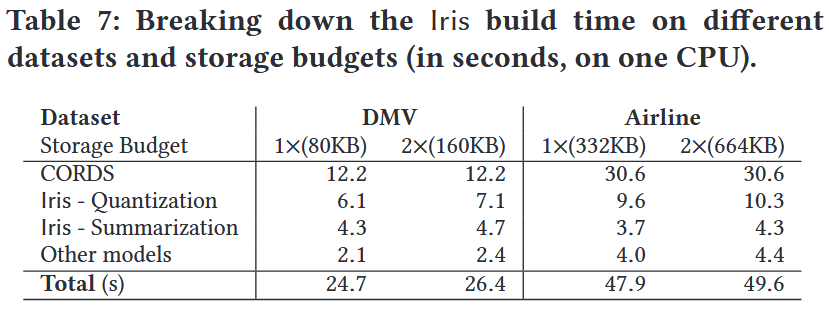 Table 7: Breaking down the Iris build time on different
datasets and storage budgets (in seconds, on one CPU).
Dataset DMV Airline
Storage Budget 1×(80KB) 2×(160KB) 1×(332KB) 2×(664KB)
CORDS 12.2 12.2 30.6 30.6
Iris - Quantization 6.1 7.1 9.6 10.3
Iris - Summarization 4.3 4.7 3.7 4.3
Other models 2.1 2.4 4.0 4.4
Total (s) 24.7 26.4 47.9 49.6